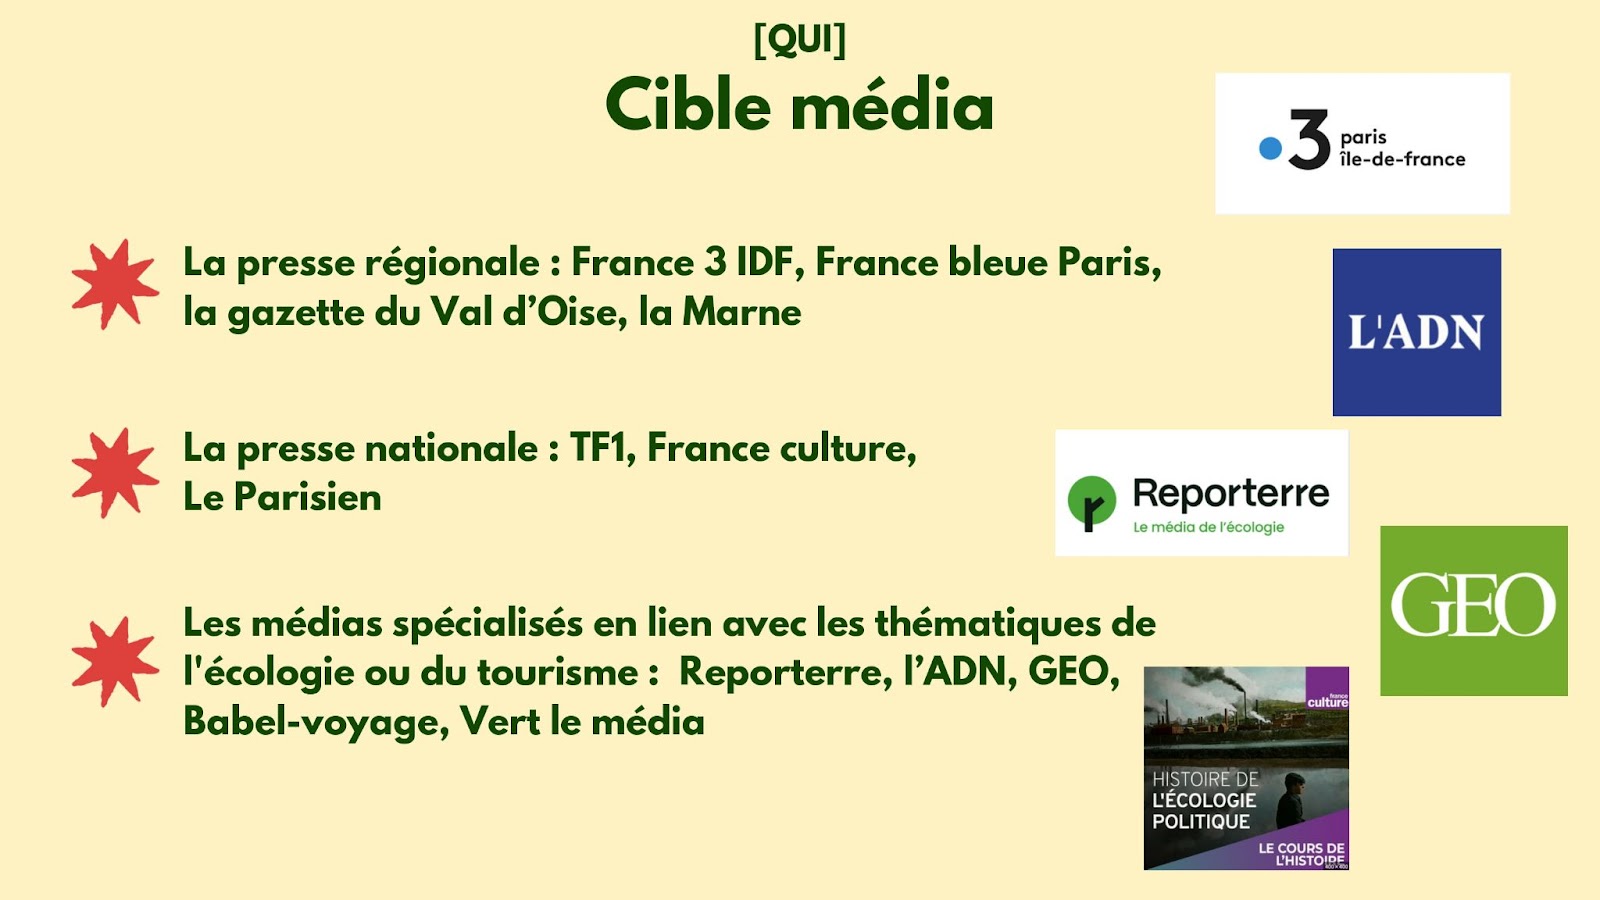 [QUI]
Cible média
3 paris
île-de-france
La presse régionale : France 3 IDF, France bleue Paris,
la gazette du Val d’Oise, la Marne
L'ADN
La presse nationale : TF1, France culture,
Le Parisien
Reporterre
Le média de l'écologie
GEO
Les médias spécialisés en lien avec les thématiques de
l'écologie ou du tourisme :  Reporterre, l’ADN, GEO,
Babel-voyage, Vert le média
france
culture
HISTOIRE DE
L'ÉCOLOGIE
POLITIQUE
LE COURS DE
L'HISTOIRE